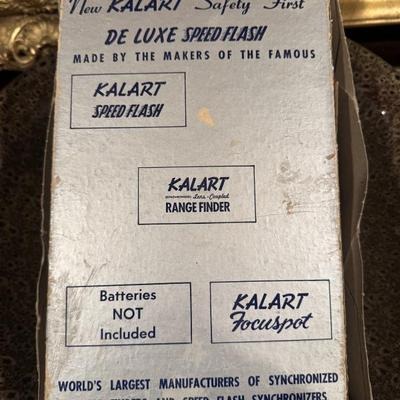 New KALART Safety First
DE LUXE SPEED FLASH
MADE BY THE MAKERS OF THE FAMOUS
KALART
SPEED FLASH
KALART
Lens-Coupled
RANGE FINDER
Batteries
NOT
Included
KALART
Focuspot
WORLD'S LARGEST MANUFACTURERS OF SYNCHRONIZED
AND SPEED FLASH SYNCHRONIZERS